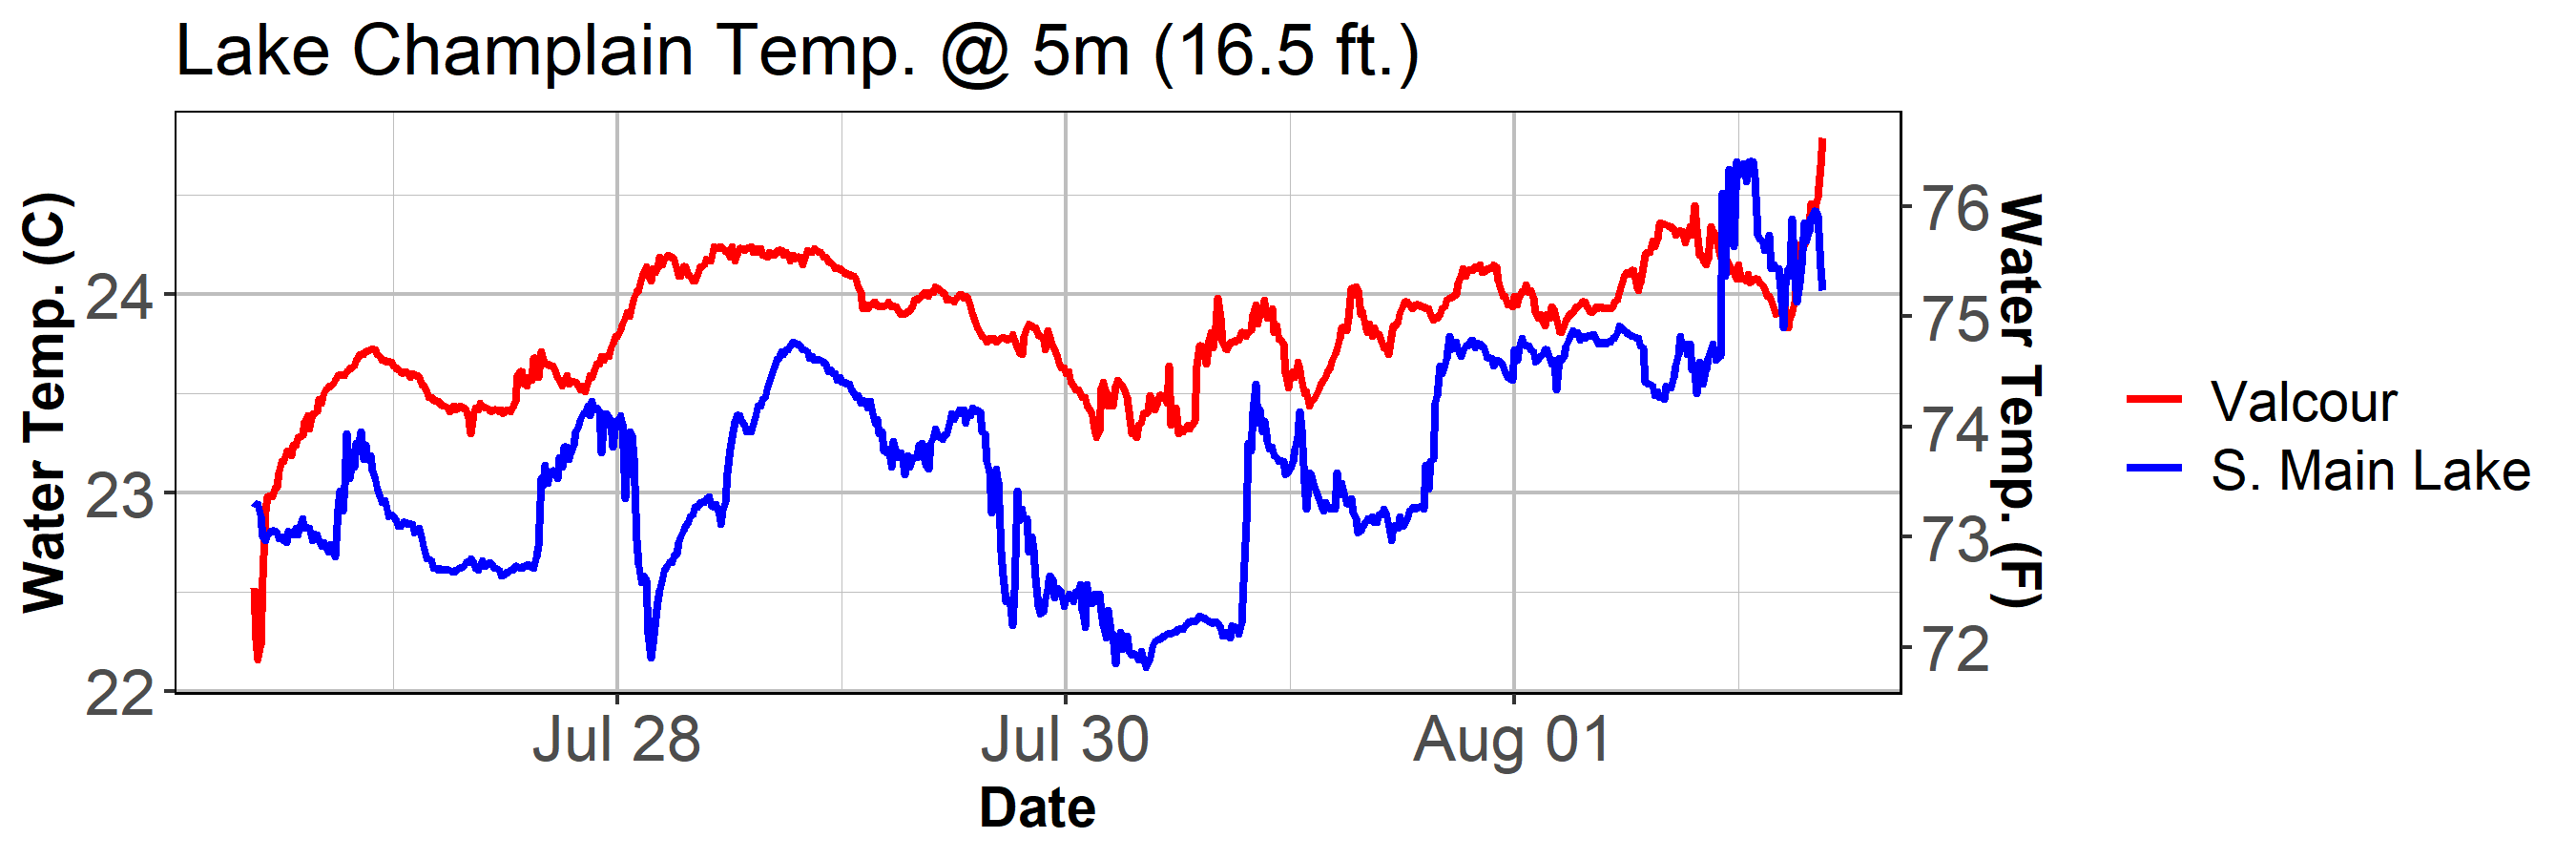 Lake Champlain Temp. @ 5m (16.5 ft.)
Water Temp. (C)
24
23
22
76
75
74
73
72
Water Temp. (F)
Jul 28
Jul 30
Aug 01
Date
Valcour
S. Main Lake